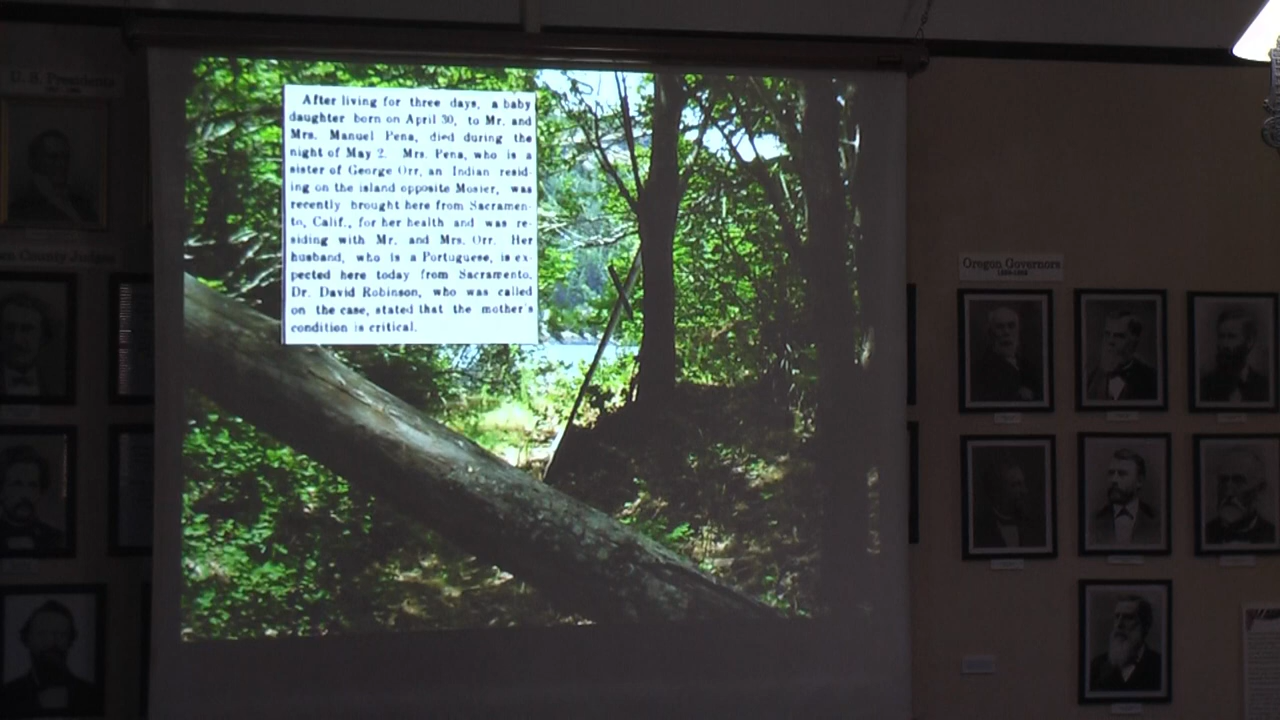 U. S. Presidents
After living for three days, a baby
daughter born on April 30, to Mr. and
Mrs. Manuel Pena, died during the
night of May 2. Mrs. Pena, who is a
sister of George Orr, an Indian resid-
ing on the island opposite Mosier, was
recently brought here from Sacramen-
to, Calif., for her health and was re-
siding with Mr. and Mrs. Orr. Her
husband, who is a Portuguese, is ex-
pected here today from Sacramento.
Dr. David Robinson, who was called
on the case, stated that the mother's
condition is critical.
County Judges
Oregon Governors